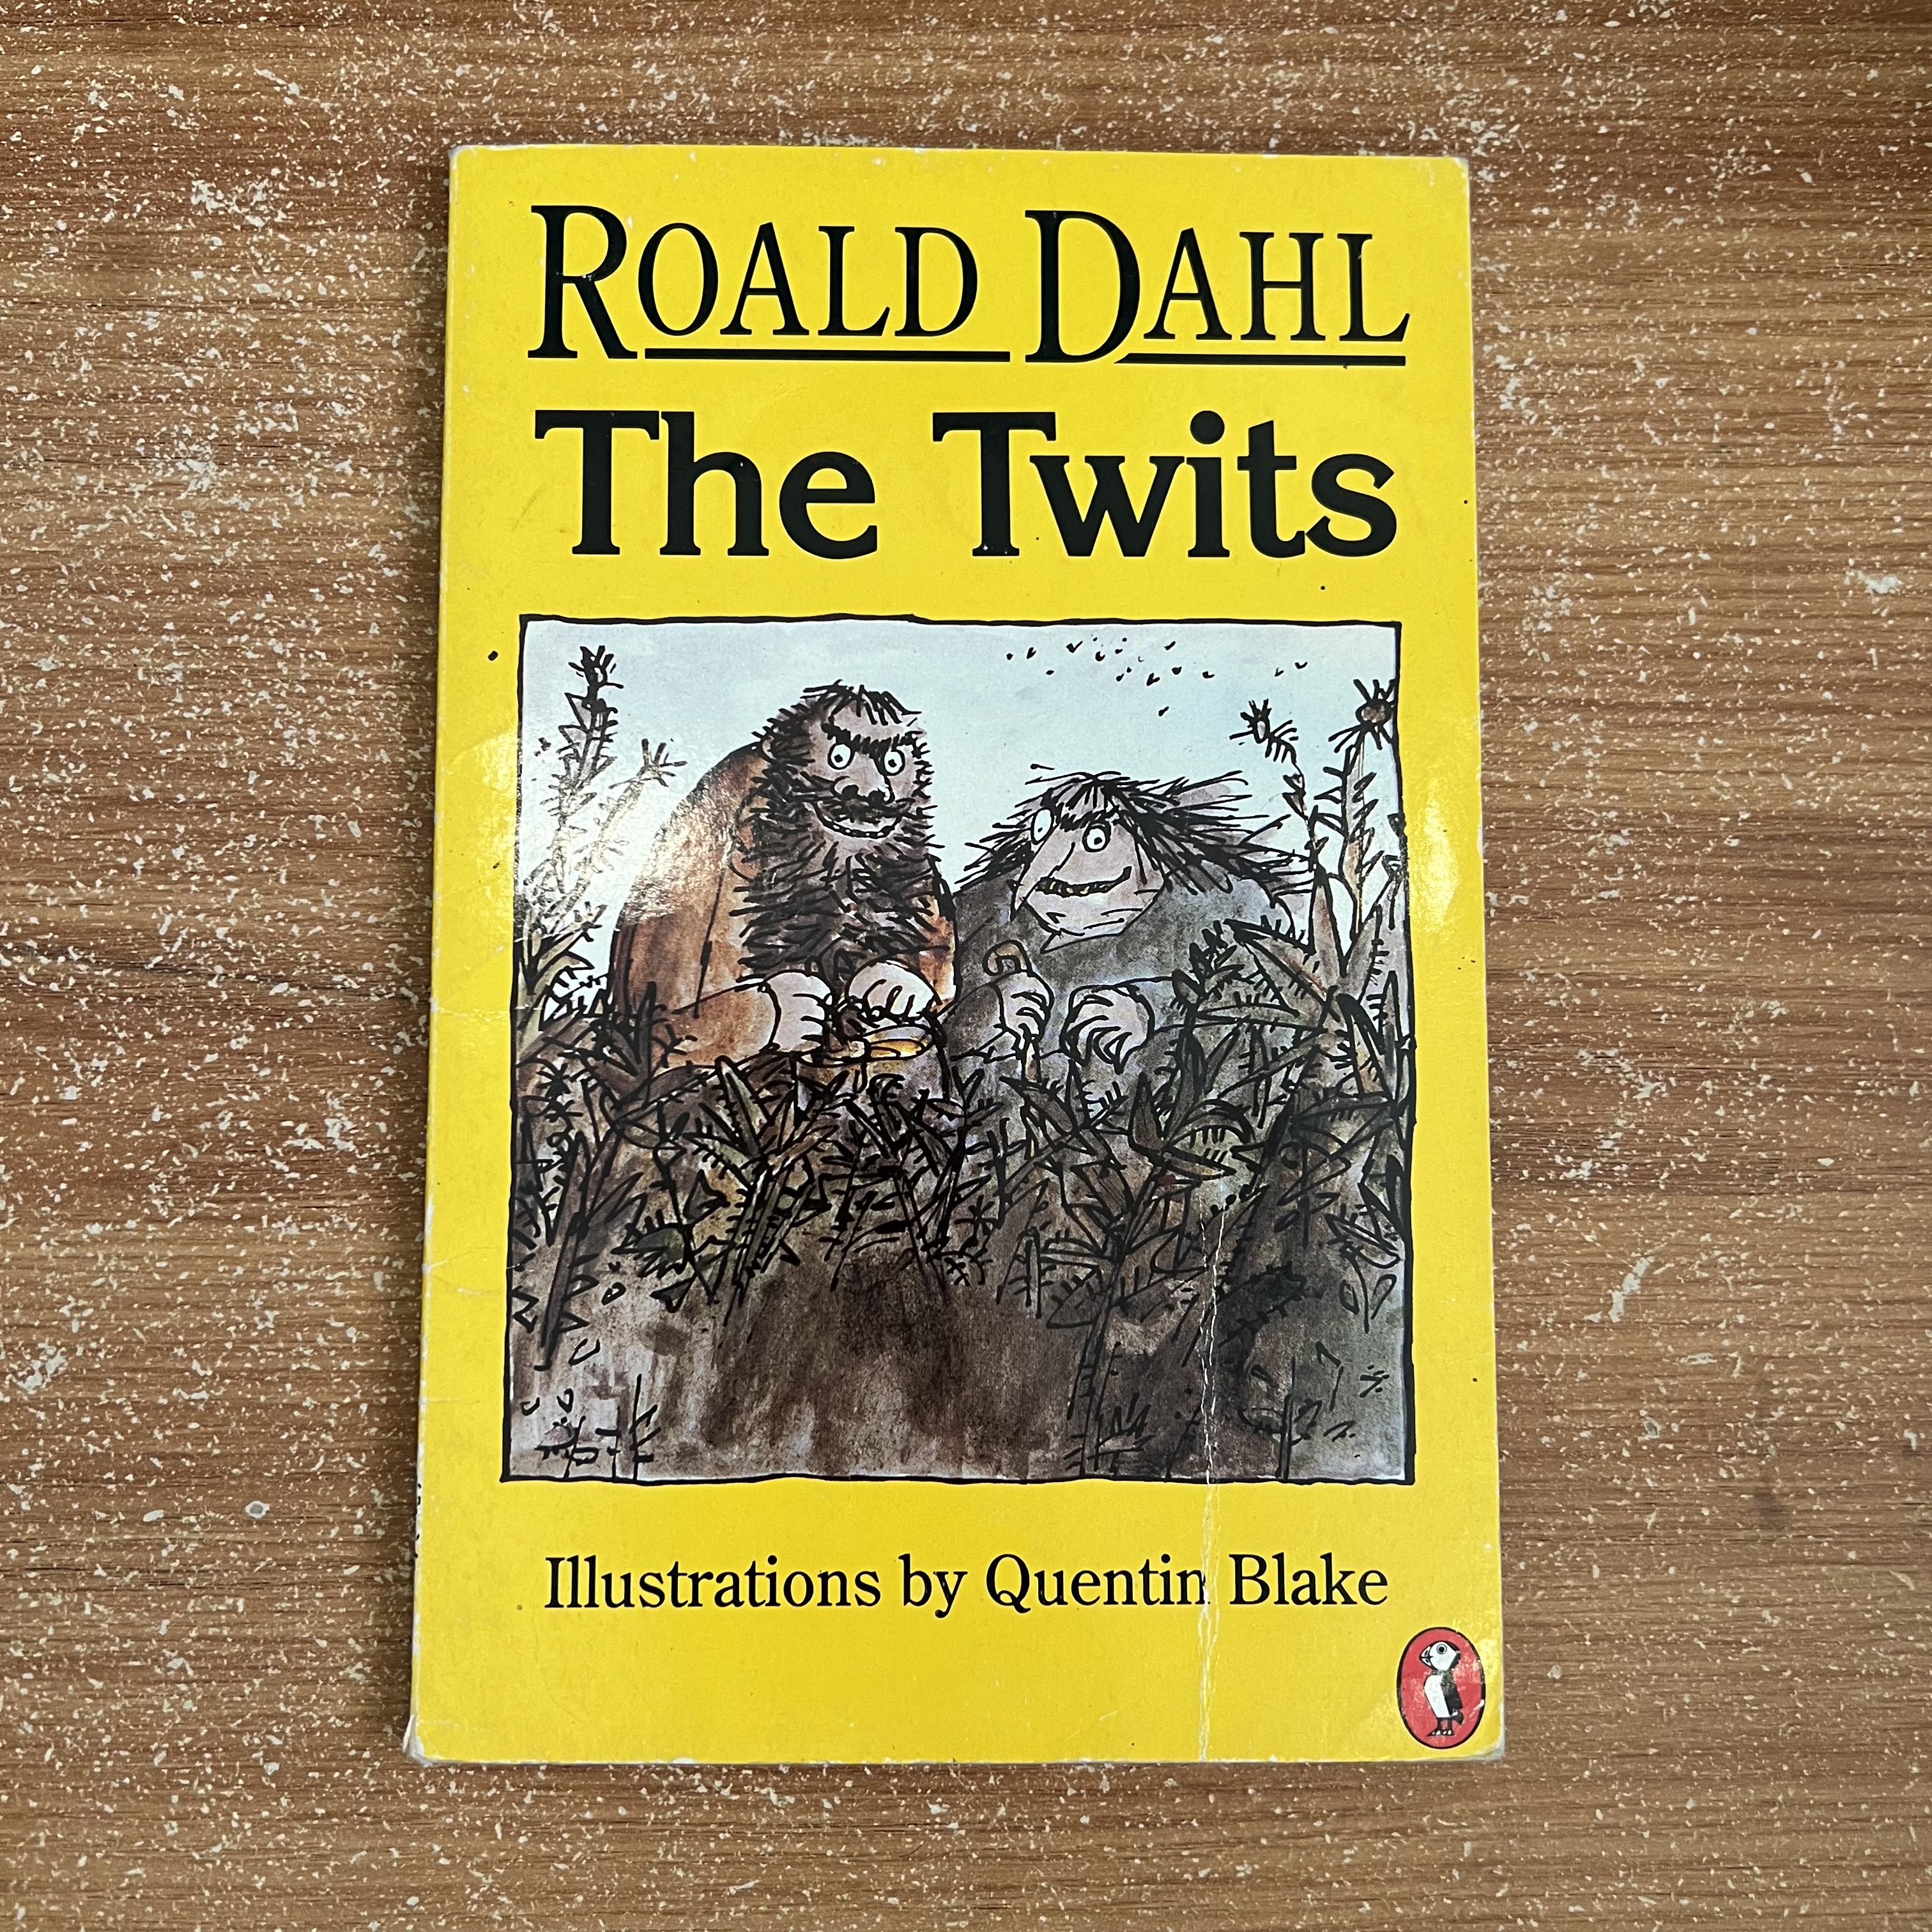 ROALD DAHL
The Twits
Illustrations by Quentin Blake